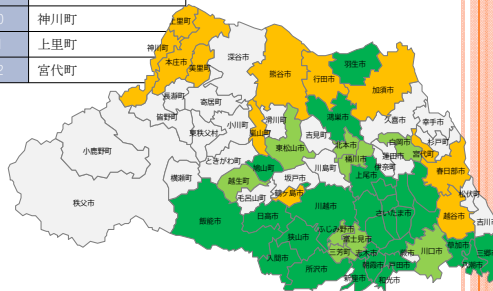 神川町
上里町
宮代町
上里町
神川町
本庄市
美里町
深谷市
熊谷市
行田市
羽生市
加須市
長瀞町
寄居町
皆野町
東秩父村
小川町
滑川町
嵐山町
吉見町
鴻巣市
久喜市
幸手市
小鹿野町
ときがわ町
東松山市
北本市
白岡市
杉戸町
宮代町
蓮田市
伊奈町
桶川市
上尾市
横瀬町
越生町
鳩山町
坂戸市
川島町
春日部市
松伏町
秩父市
毛呂山町
鶴ヶ島市
川越市
さいたま市
越谷市
吉川市
飯能市
日高市
狭山市
ふじみ野市
富士見市
三芳町
志木市
川口市
草加市
入間市
所沢市
朝霞市
戸田市
蕨市
新座市
和光市
八潮市
三郷